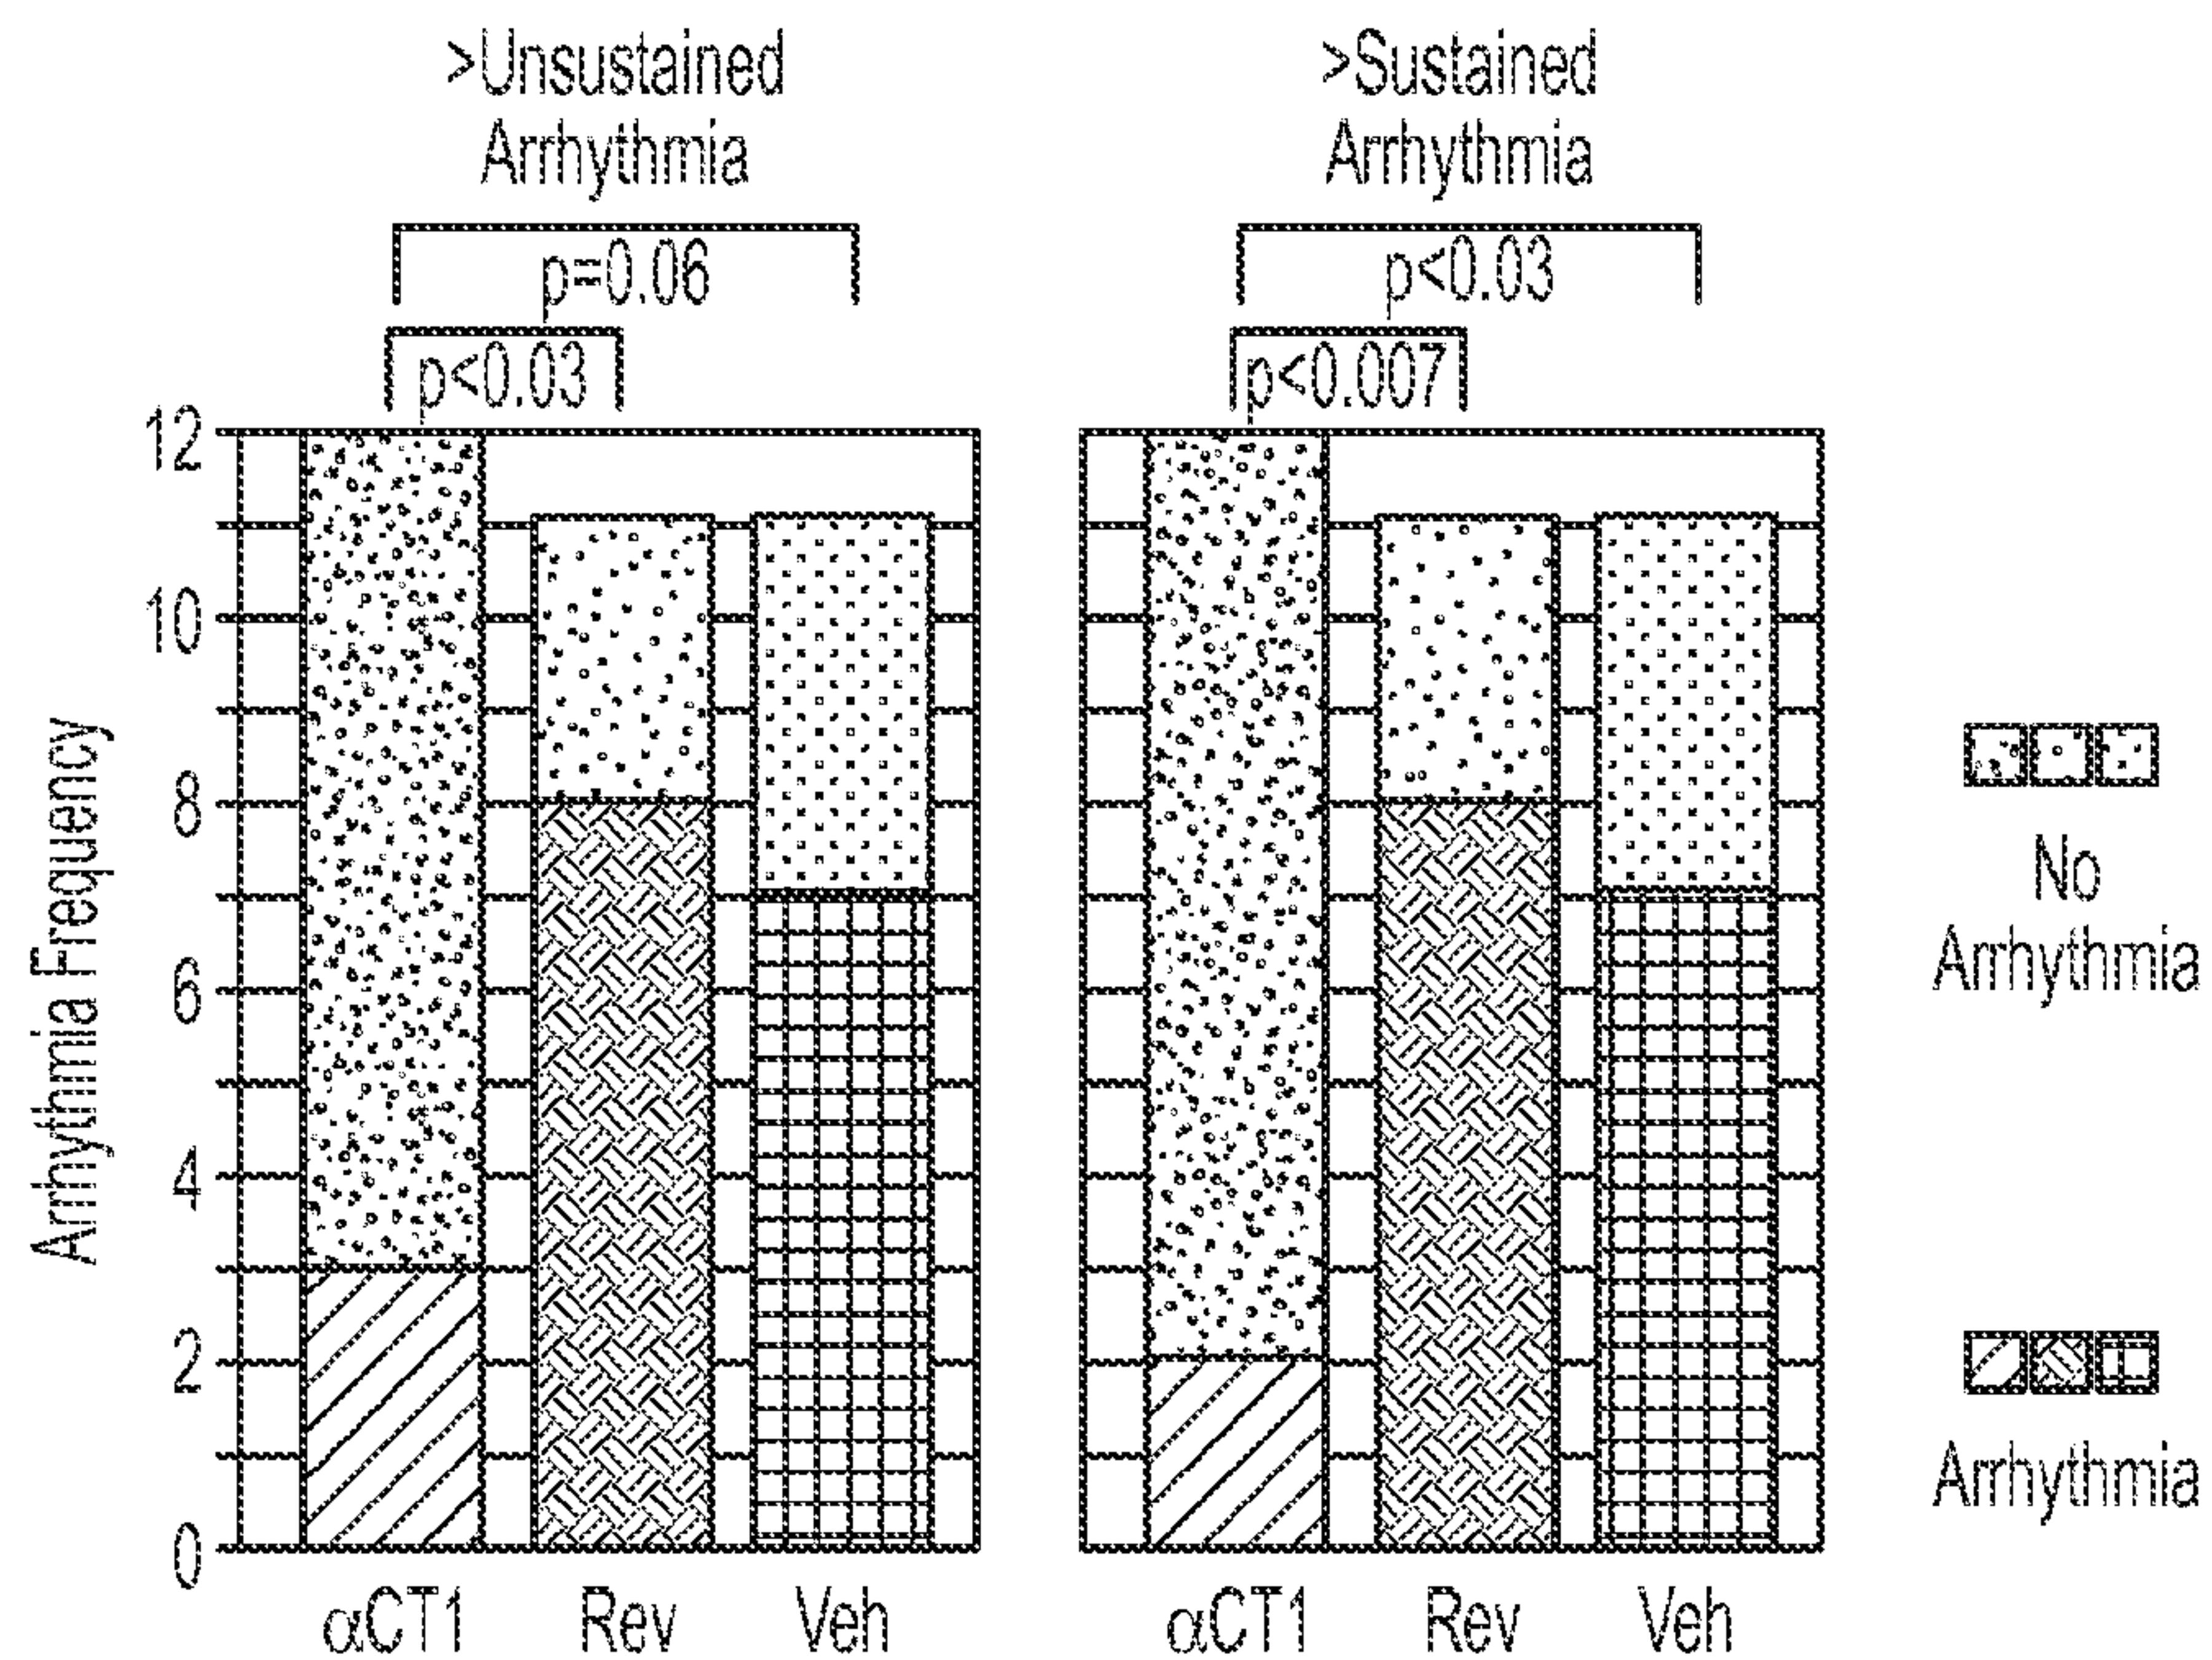 >Unsustained
Arrhythmia
p=0.06
p<0.03
>Sustained
Arrhythmia
p<0.03
p<0.007
Arrhythmia Frequency
12
10
8
6
4
2
0
αCT1 Rev Veh
αCT1 Rev Veh
No
Arrhythmia
Arrhythmia